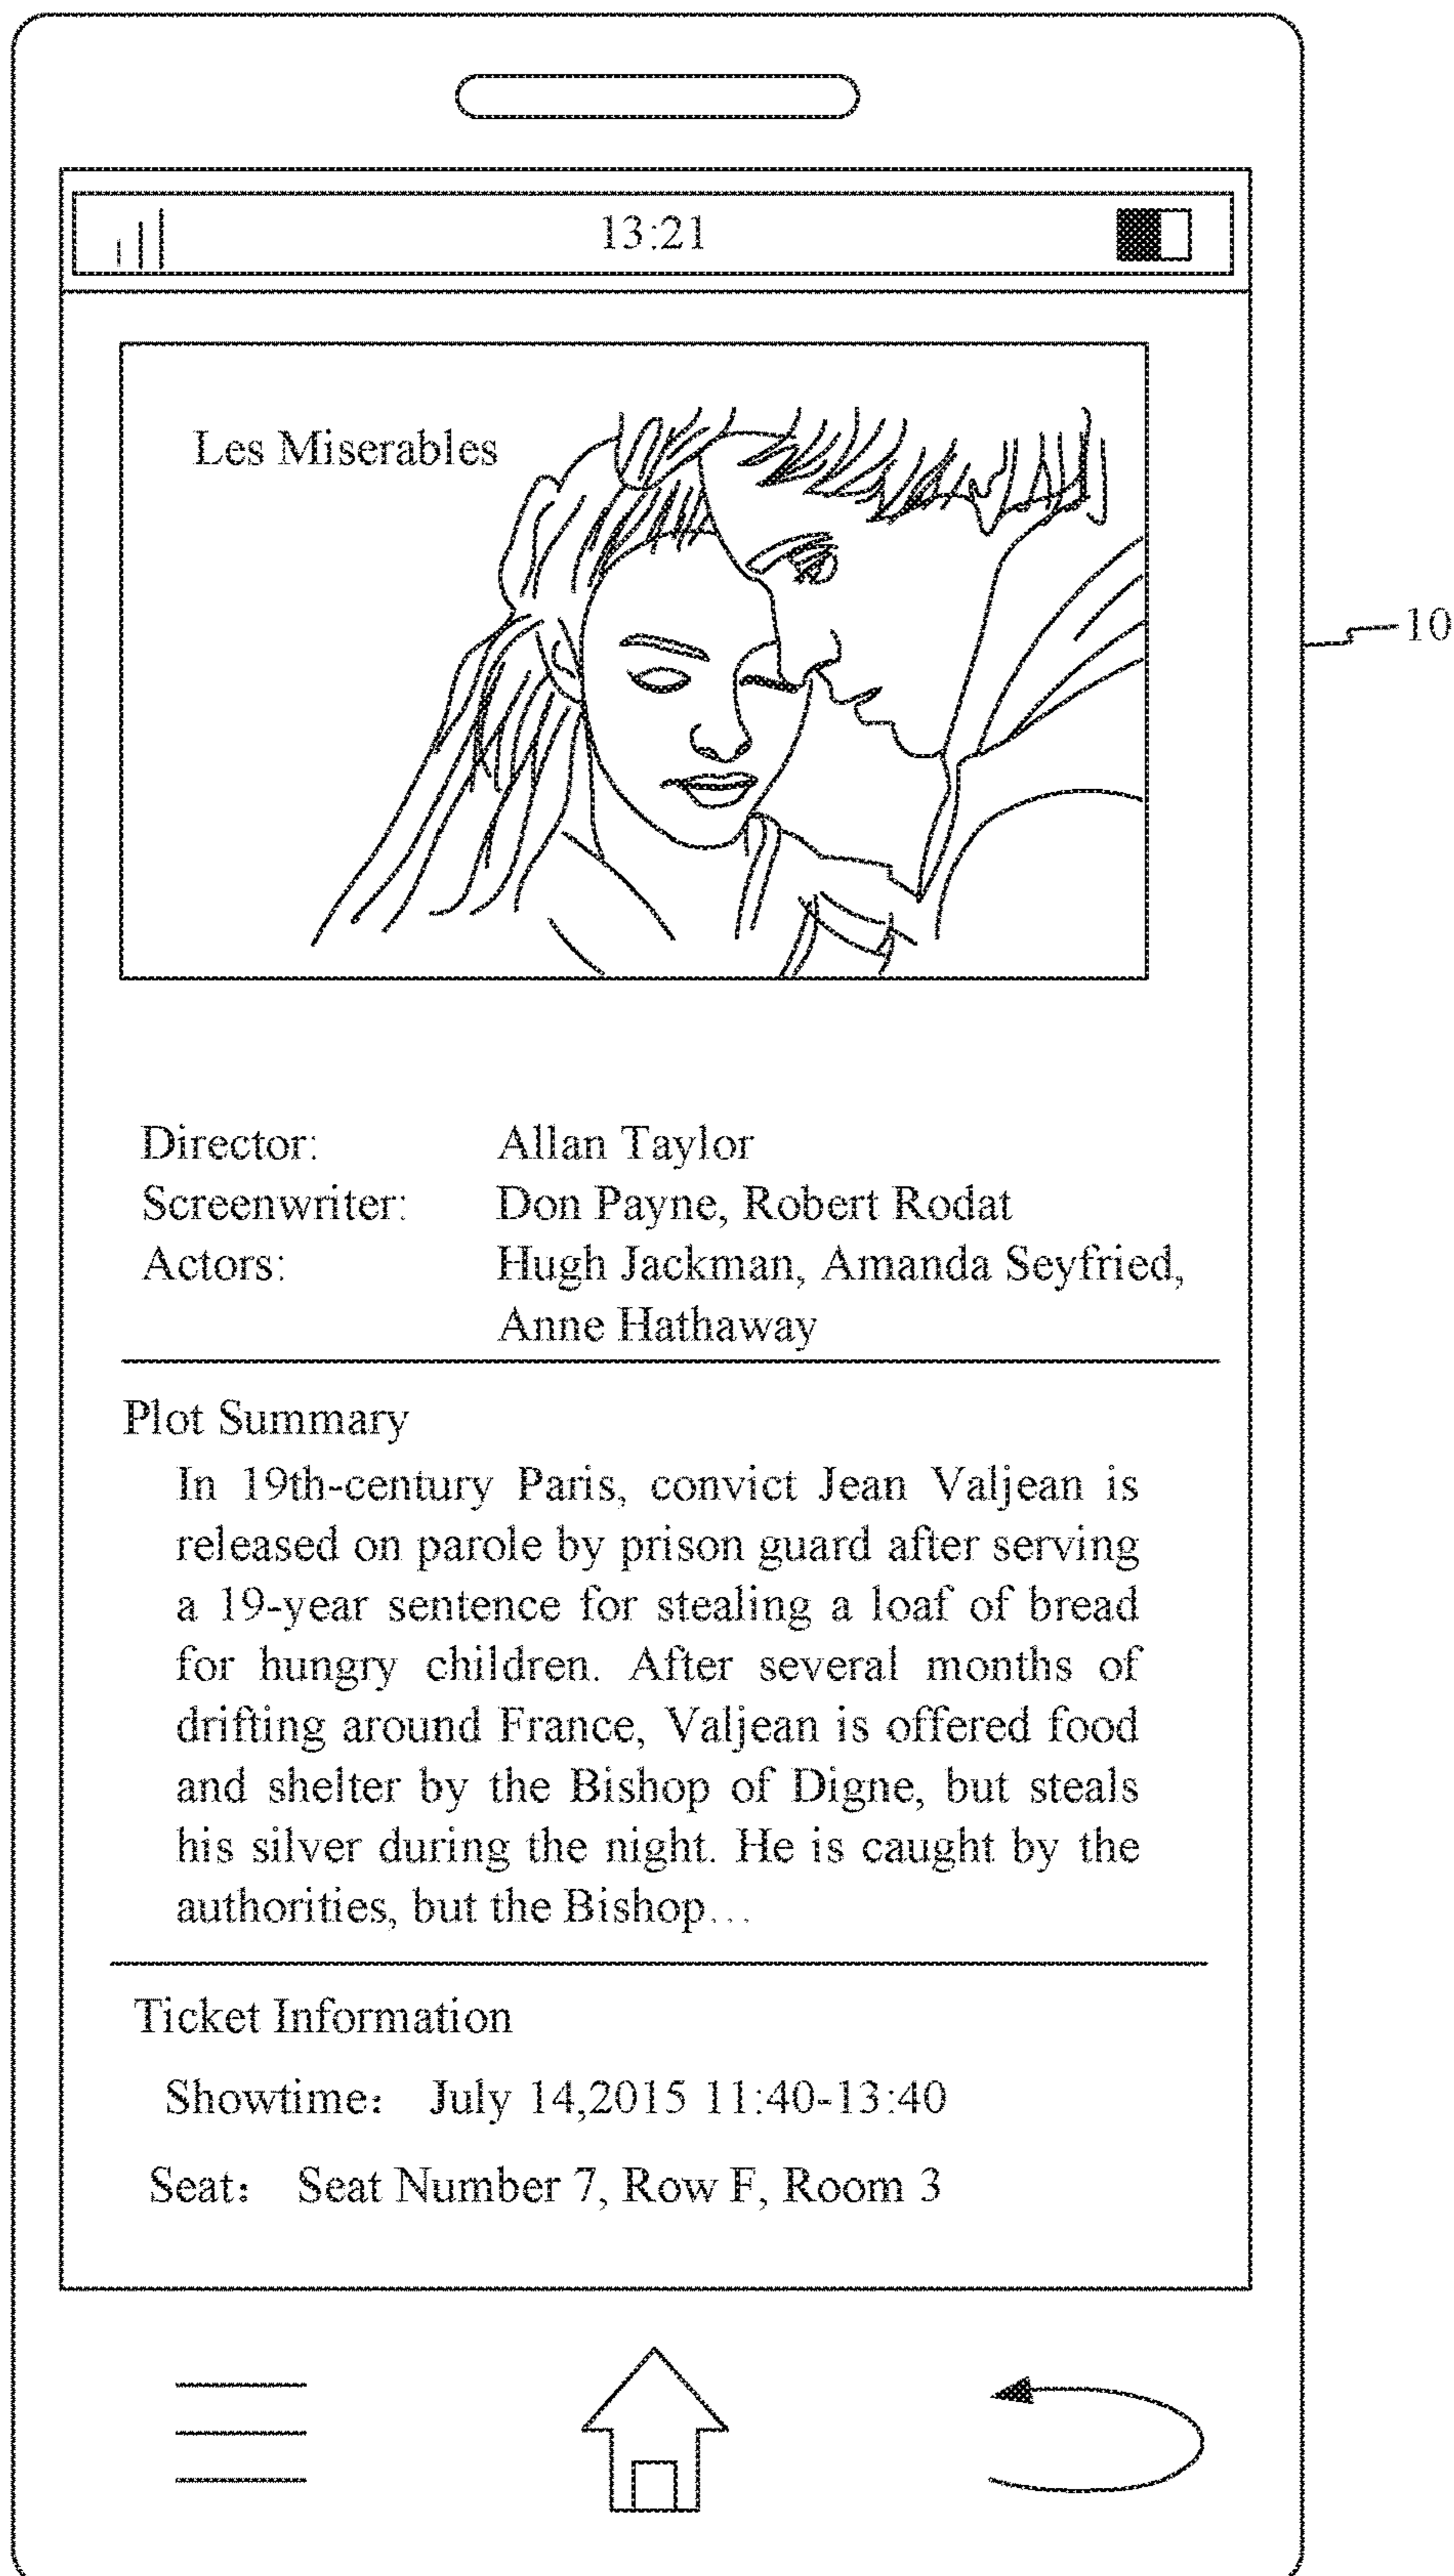 13:21
Les Miserables
10
Director: Allan Taylor
Screenwriter: Don Payne, Robert Rodat
Actors: Hugh Jackman, Amanda Seyfried,
Anne Hathaway
Plot Summary
In 19th-century Paris, convict Jean Valjean is
released on parole by prison guard after serving
a 19-year sentence for stealing a loaf of bread
for hungry children. After several months of
drifting around France, Valjean is offered food
and shelter by the Bishop of Digne, but steals
his silver during the night. He is caught by the
authorities, but the Bishop...
Ticket Information
Showtime: July 14,2015 11:40-13:40
Seat: Seat Number 7, Row F, Room 3